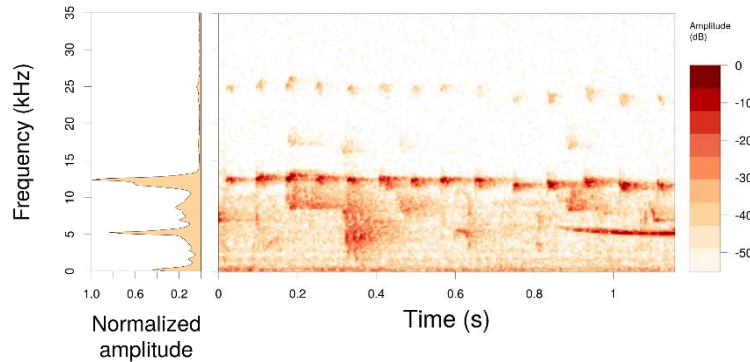 Frequency (kHz)
35
30
25
20
15
10
5
0
1.0 0.6 0.2
Normalized
amplitude
0 0.2 0.4 0.6 0.8 1
Time (s)
Amplitude
(dB)
0
-10
-20
-30
-40
-50